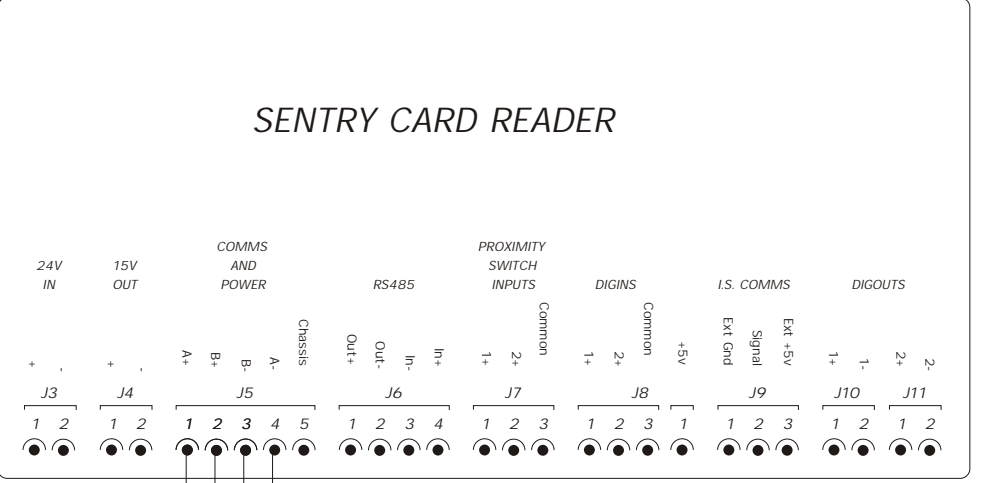 SENTRY CARD READER
24V
IN
15V
OUT
COMMS
AND
POWER
RS485
PROXIMITY
SWITCH
INPUTS
DIGINS
I.S. COMMS
DIGOUTS
+ - + - A+ B+ B- A- Chassis Out+ Out- In- In+ 1+ 2+ Common 1+ 2+ Common +5v Ext Gnd Signal Ext +5v 1+ 1- 2+ 2-
J3 J4 J5 J6 J7 J8 J9 J10 J11
1 2 1 2 1 2 3 4 5 1 2 3 4 1 2 3 1 2 3 1 1 2 3 1 2 1 2